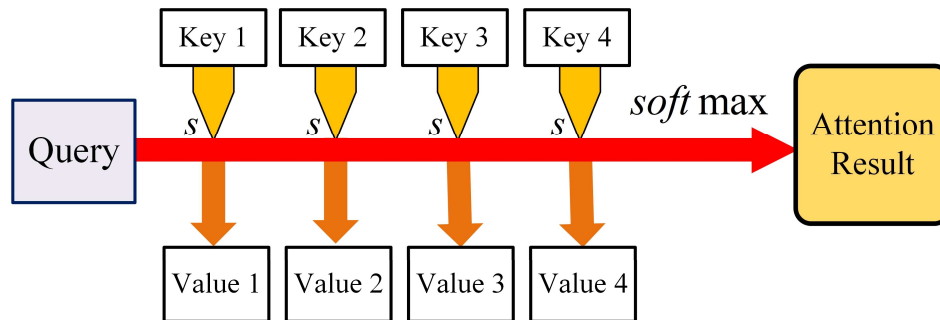 Key 1 Key 2 Key 3 Key 4
soft max
s s s s
Query
Attention
Result
Value 1 Value 2 Value 3 Value 4